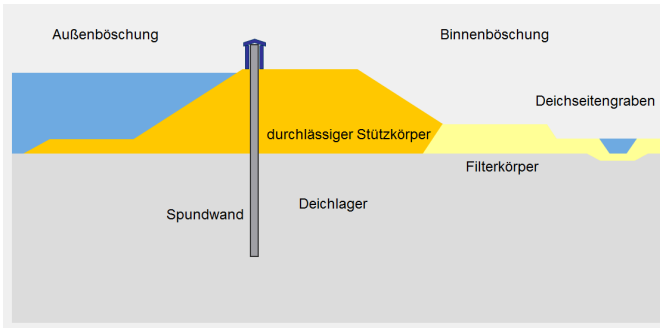 Außenböschung
Binnenböschung
Deichseitengraben
durchlässiger Stützkörper
Filterkörper
Deichlager
Spundwand